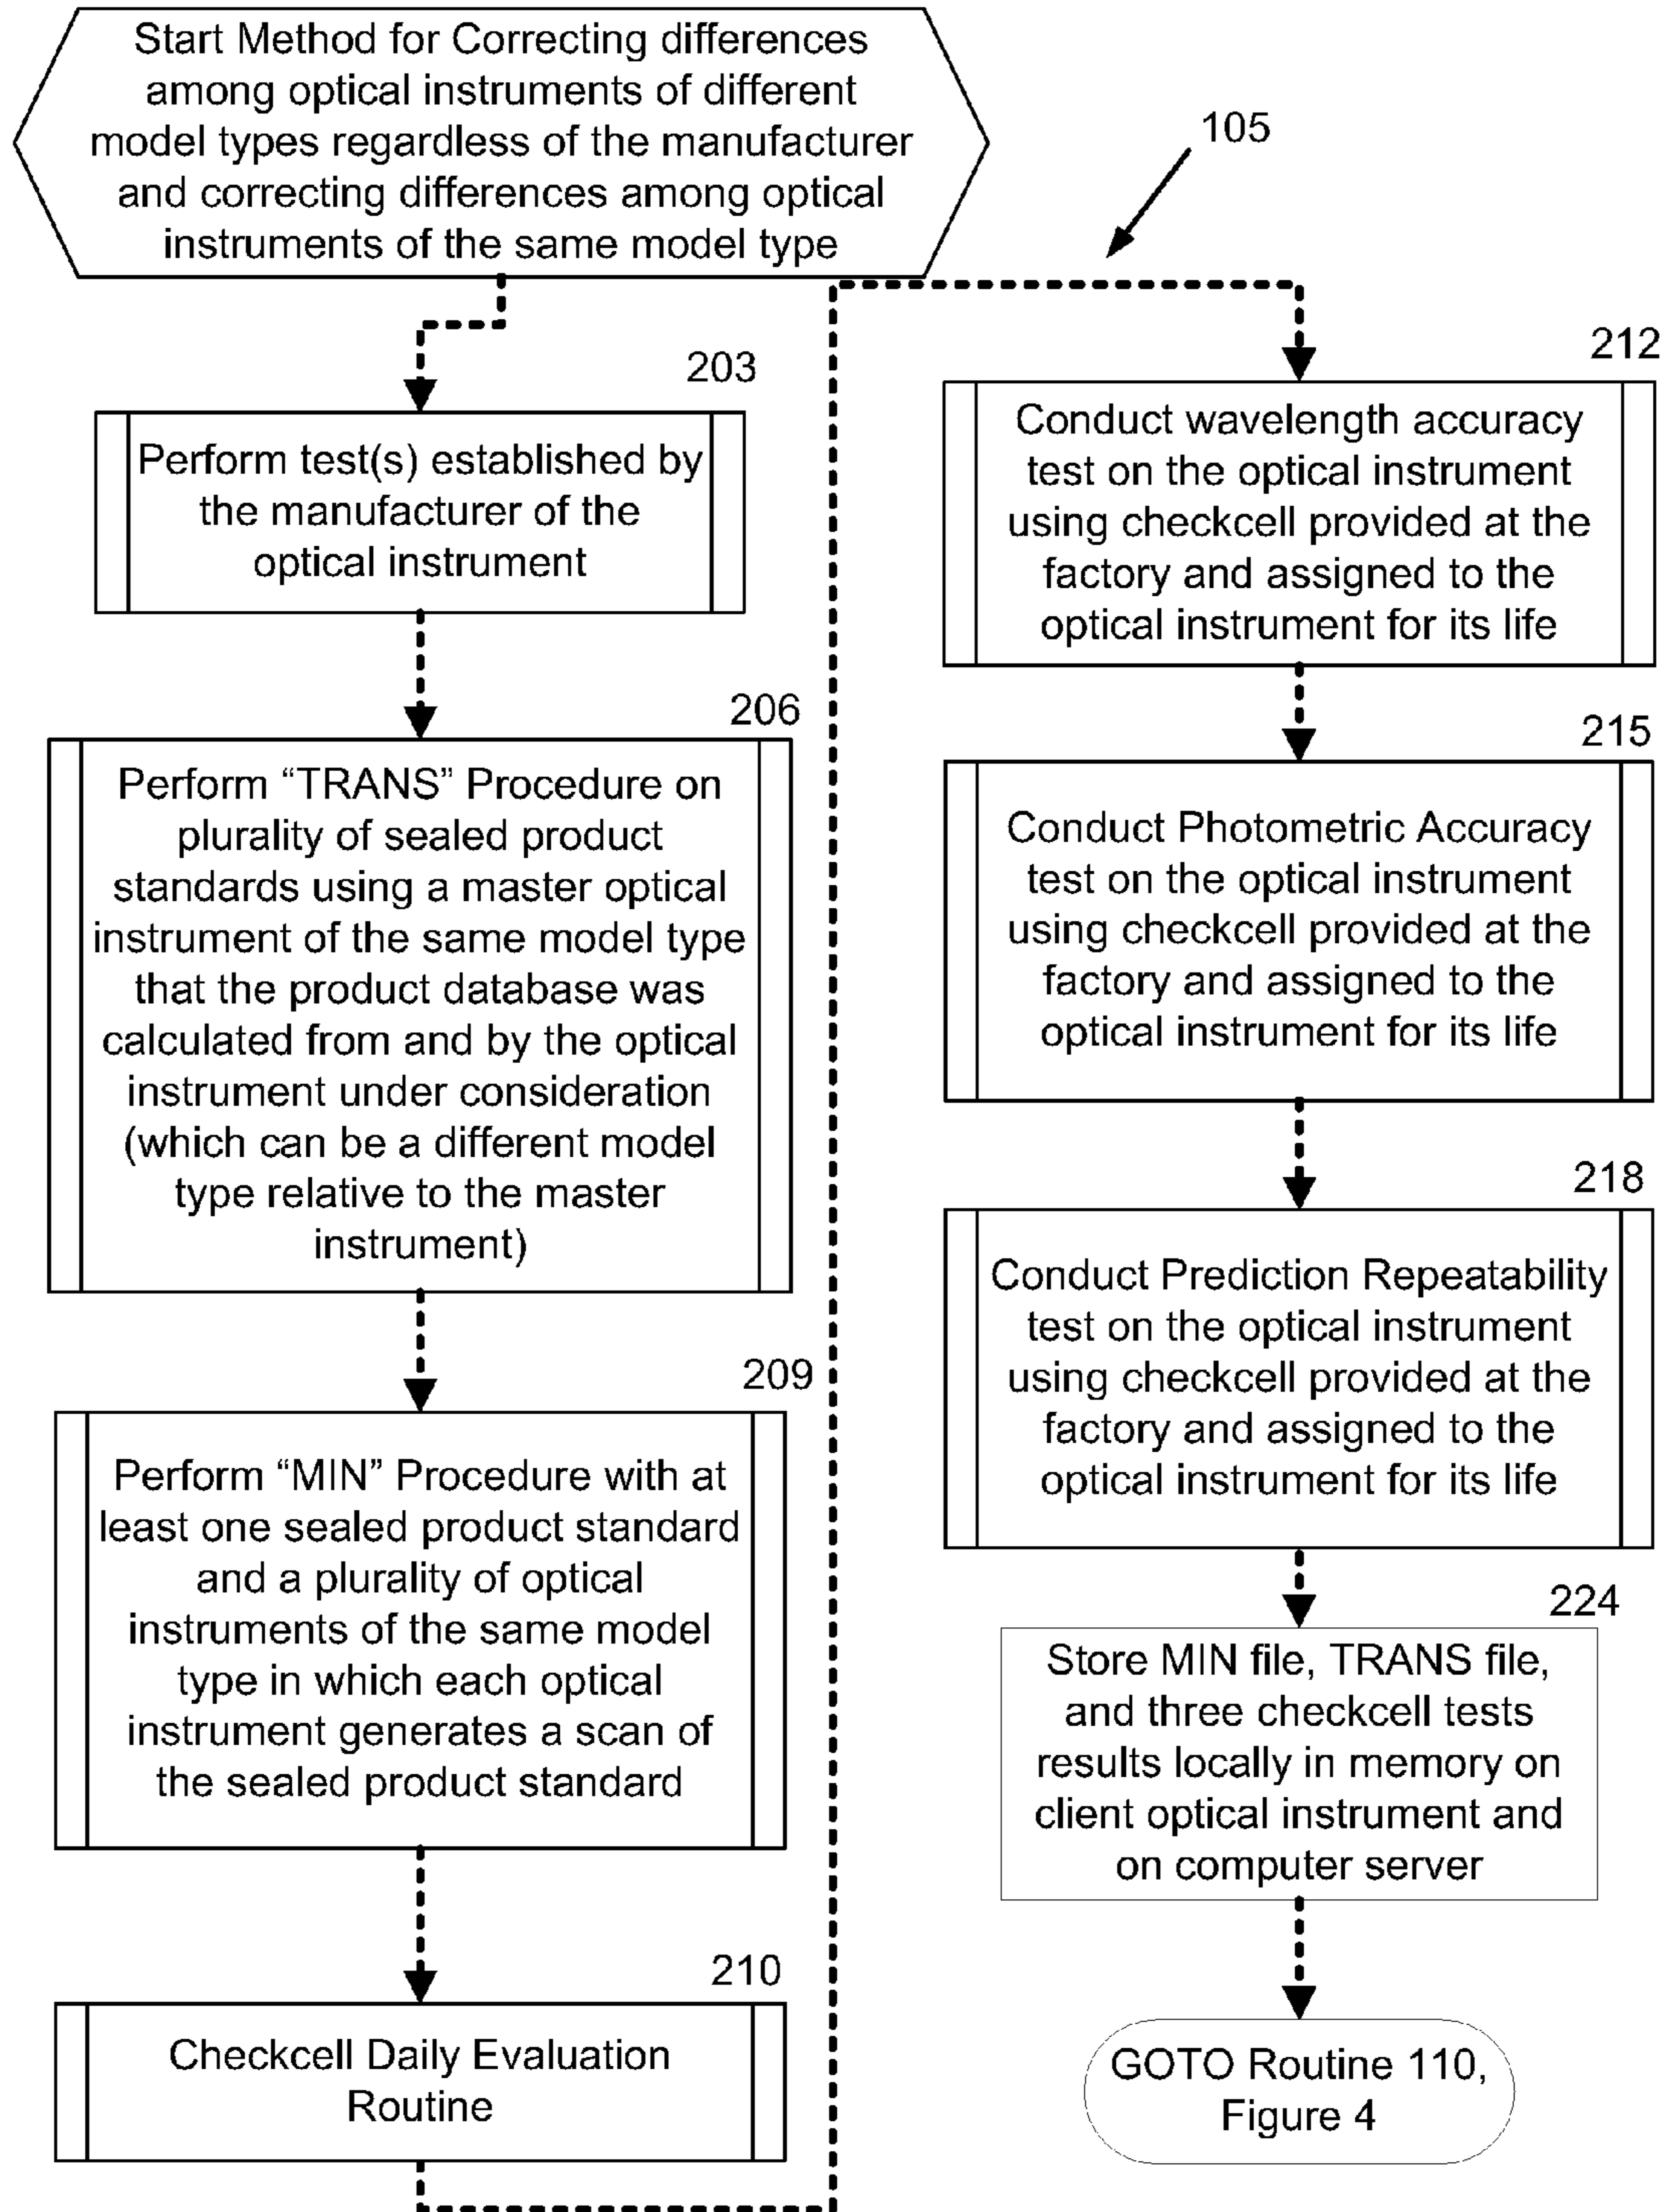 Start Method for Correcting differences
among optical instruments of different
model types regardless of the manufacturer
and correcting differences among optical
instruments of the same model type
105
203
Perform test(s) established by
the manufacturer of the
optical instrument
206
Perform “TRANS” Procedure on
plurality of sealed product
standards using a master optical
instrument of the same model type
that the product database was
calculated from and by the optical
instrument under consideration
(which can be a different model
type relative to the master
instrument)
209
Perform “MIN” Procedure with at
least one sealed product standard
and a plurality of optical
instruments of the same model
type in which each optical
instrument generates a scan of
the sealed product standard
210
Checkcell Daily Evaluation
Routine
212
Conduct wavelength accuracy
test on the optical instrument
using checkcell provided at the
factory and assigned to the
optical instrument for its life
215
Conduct Photometric Accuracy
test on the optical instrument
using checkcell provided at the
factory and assigned to the
optical instrument for its life
218
Conduct Prediction Repeatability
test on the optical instrument
using checkcell provided at the
factory and assigned to the
optical instrument for its life
224
Store MIN file, TRANS file,
and three checkcell tests
results locally in memory on
client optical instrument and
on computer server
GOTO Routine 110,
Figure 4